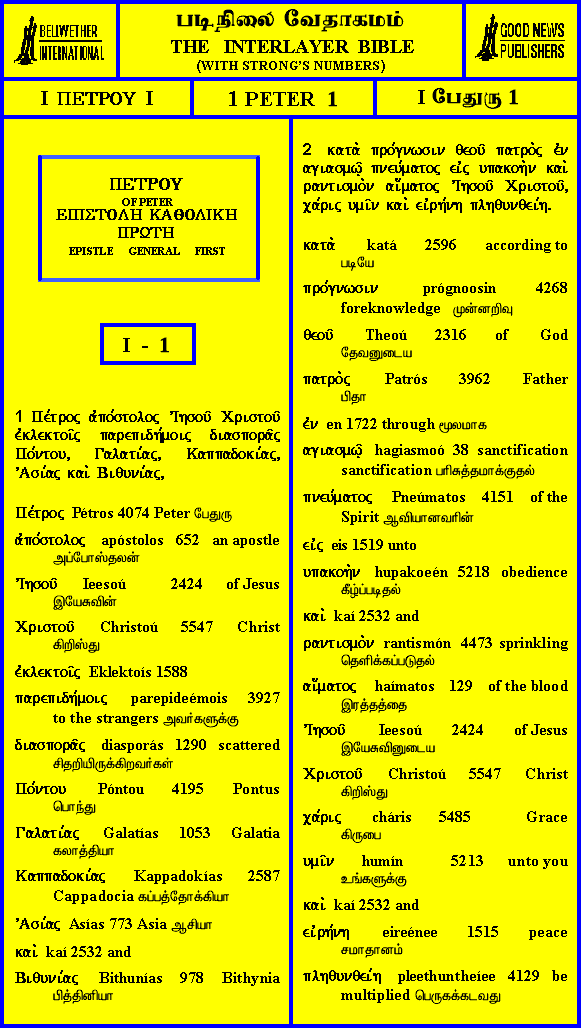 BELLWETHER
INTERNATIONAL
படிநிலை வேதாகமம்
THE INTERLAYER BIBLE
(WITH STRONG'S NUMBERS)
GOOD NEWS
PUBLISHERS
I ΠΕΤΡΟΥ I
1 PETER 1
I பேதுரு 1
ΠΕΤΡΟΥ
OF PETER
ΕΠΙΣΤΟΛΗ ΚΑΘΟΛΙΚΗ
ΠΡΩΤΗ
EPISTLE GENERAL FIRST
I - 1
1 Πέτρος ἀπόστολος Ἰησοῦ Χριστοῦ
ἐκλεκτοῖς παρεπιδήμοις διασπορᾶς
Πόντου, Γαλατίας, Καππαδοκίας,
Ἀσίας καὶ Βιθυνίας,
Πέτρος Pétros 4074 Peter பேதுரு
ἀπόστολος apóstolos 652 an apostle
அப்போஸ்தலன்
Ἰησοῦ Ieesoú 2424 of Jesus
இயேசுவின்
Χριστοῦ Christoú 5547 Christ
கிறிஸ்து
ἐκλεκτοῖς Eklektoís 1588
παρεπιδήμοις parepideémois 3927
to the strangers அவர்களுக்கு
διασπορᾶς diasporás 1290 scattered
சிதறியிருக்கிறவர்கள்
Πόντου Póntou 4195 Pontus
பொந்து
Γαλατίας Galatías 1053 Galatia
கலாத்தியா
Καππαδοκίας Kappadokías 2587
Cappadocia கப்பத்தோக்கியா
Ἀσίας Asías 773 Asia ஆசியா
καὶ kaí 2532 and
Βιθυνίας Bithunías 978 Bithynia
பித்தினியா
2 κατὰ πρόγνωσιν θεοῦ πατρὸς ἐν
αγιασμῷ πνεύματος εἰς υπακοὴν καὶ
ραντισμὸν αἵματος Ἰησοῦ Χριστοῦ,
χάρις υμῖν καὶ εἰρήνη πληθυνθείη.
κατὰ katá 2596 according to
படியே
πρόγνωσιν prógnoosin 4268
foreknowledge முன்னறிவு
θεοῦ Theoú 2316 of God
தேவனுடைய
πατρὸς Patrós 3962 Father
பிதா
ἐν en 1722 through மூலமாக
αγιασμῷ hagiasmoó 38 sanctification
sanctification பரிசுத்தமாக்குதல்
πνεύματος Pneúmatos 4151 of the
Spirit ஆவியானவரின்
εἰς eis 1519 unto
υπακοὴν hupakoeén 5218 obedience
கீழ்ப்படிதல்
καὶ kaí 2532 and
ραντισμὸν rantismón 4473 sprinkling
தெளிக்கப்படுதல்
αἵματος haímatos 129 of the blood
இரத்தத்தை
Ἰησοῦ Ieesoú 2424 of Jesus
இயேசுவினுடைய
Χριστοῦ Christoú 5547 Christ
கிறிஸ்து
χάρις cháris 5485 Grace
கிருபை
υμῖν humín 5213 unto you
உங்களுக்கு
καὶ kaí 2532 and
εἰρήνη eireénee 1515 peace
சமாதானம்
πληθυνθείη pleethuntheíee 4129 be
multiplied பெருகக்கடவது